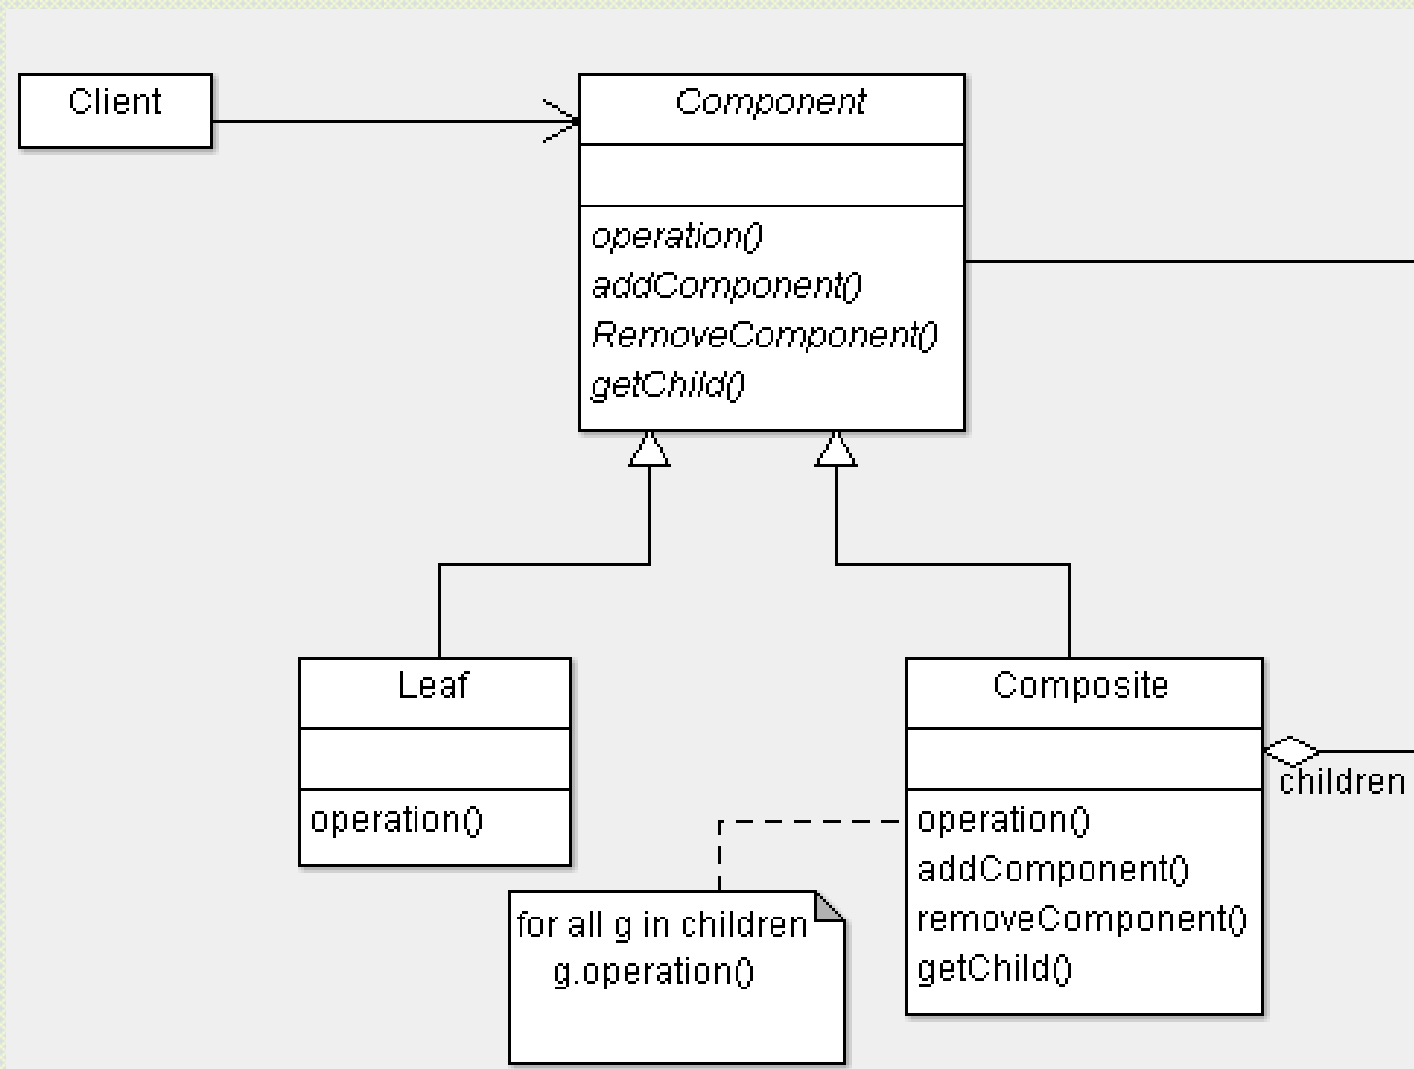 Client
Component
operation()
addComponent()
RemoveComponent()
getChild()
Leaf
operation()
Composite
operation()
addComponent()
removeComponent()
getChild()
children
for all g in children
g.operation()